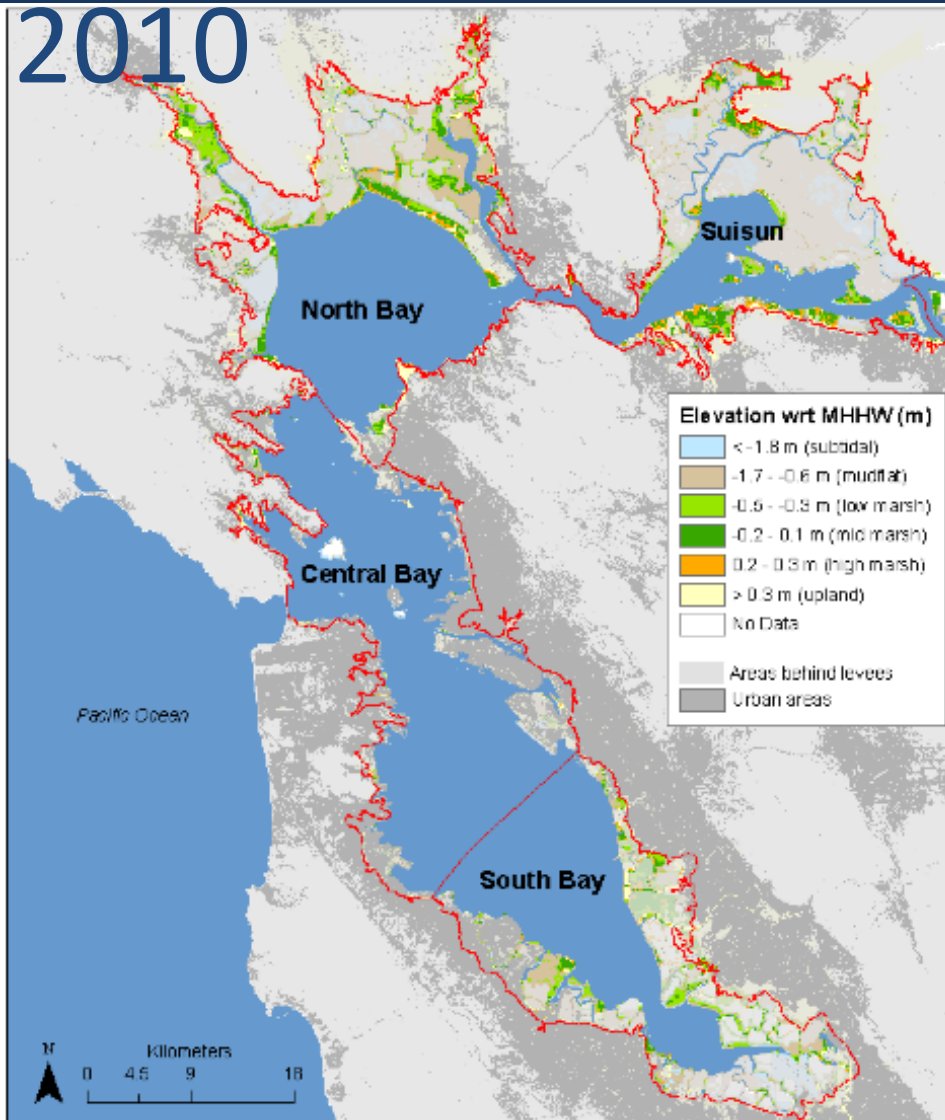 2010
Suisun
North Bay
Elevation wrt MHHW (m)
< -1.8 m (subtidal)
-1.7 - -0.6 m (mudflat)
-0.5 - -0.3 m (low marsh)
-0.2 - 0.1 m (mid marsh)
0.2 - 0.3 m (high marsh)
> 0.3 m (upland)
No Data
Areas behind levees
Urban areas
Central Bay
Pacific Ocean
South Bay
N
Kilometers
0 4.5 9 18